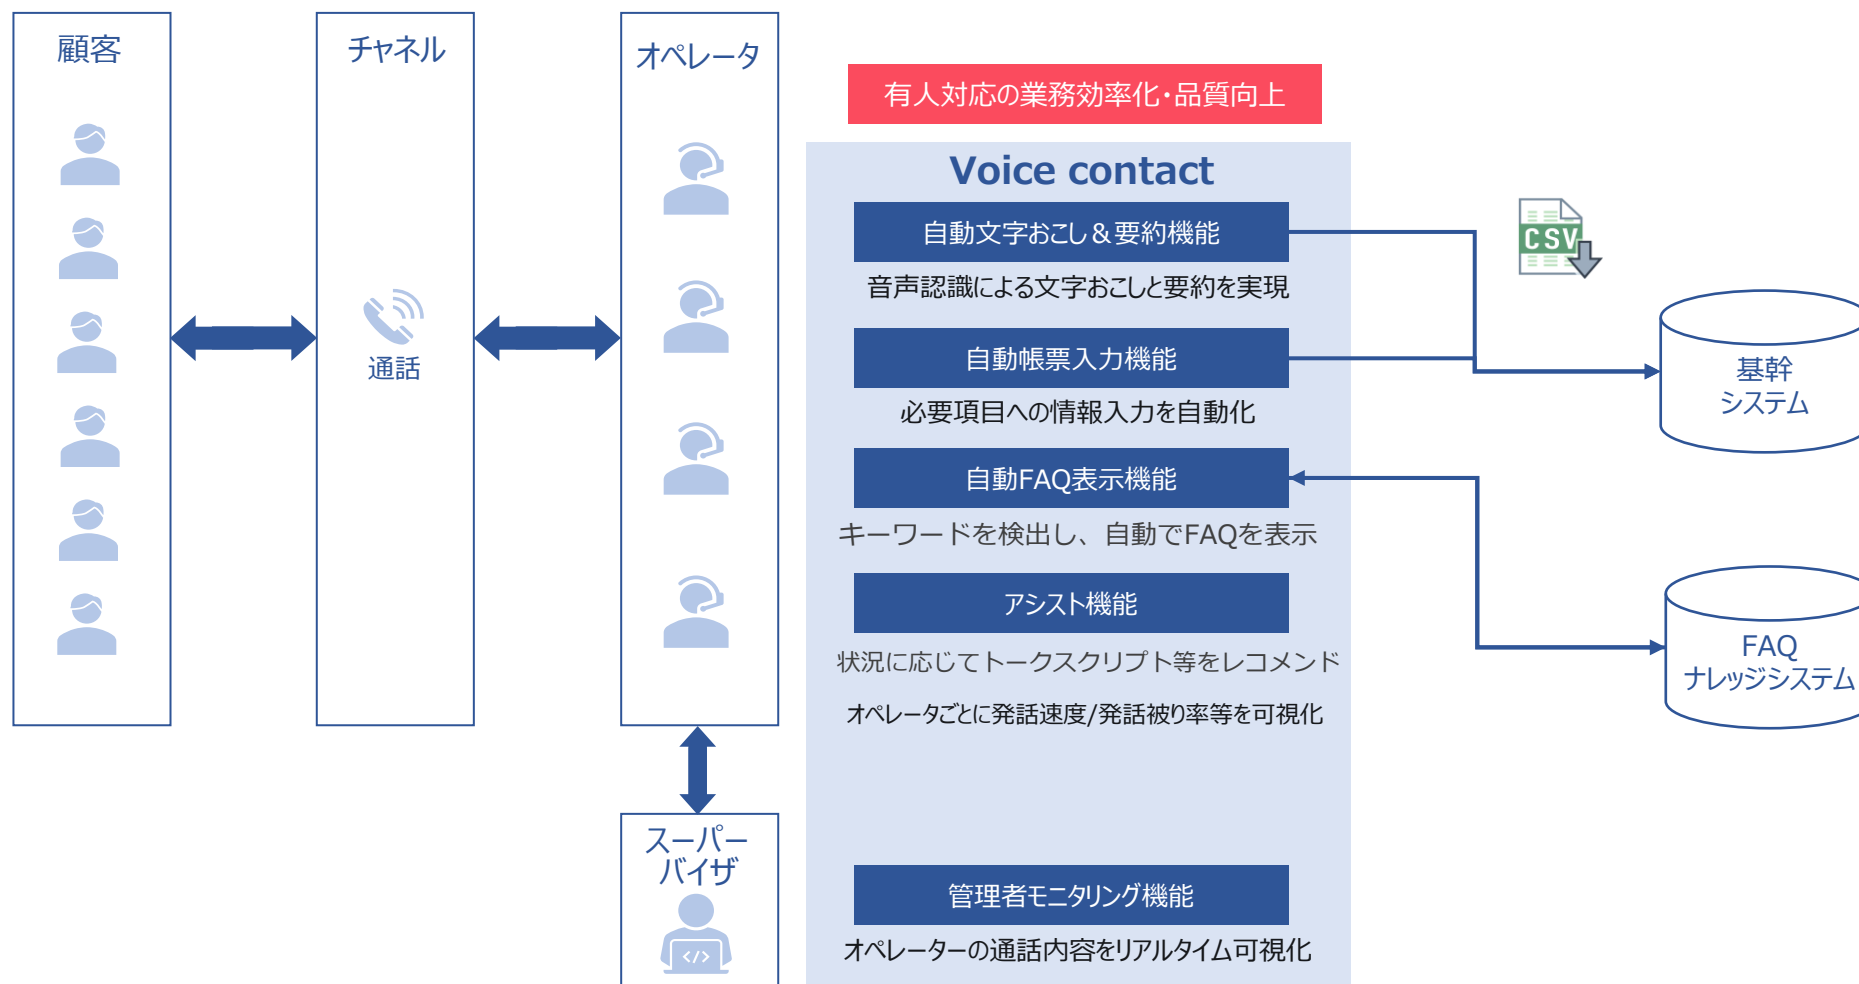 顧客
チャネル
通話
オペレータ
スーパー
バイザ
</>
有人対応の業務効率化・品質向上
Voice contact
自動文字おこし＆要約機能
音声認識による文字おこしと要約を実現
自動帳票入力機能
必要項目への情報入力を自動化
自動FAQ表示機能
キーワードを検出し、自動でFAQを表示
アシスト機能
状況に応じてトークスクリプト等をレコメンド
オペレータごとに発話速度/発話被り率等を可視化
管理者モニタリング機能
オペレーターの通話内容をリアルタイム可視化
CSV
基幹
システム
FAQ
ナレッジシステム